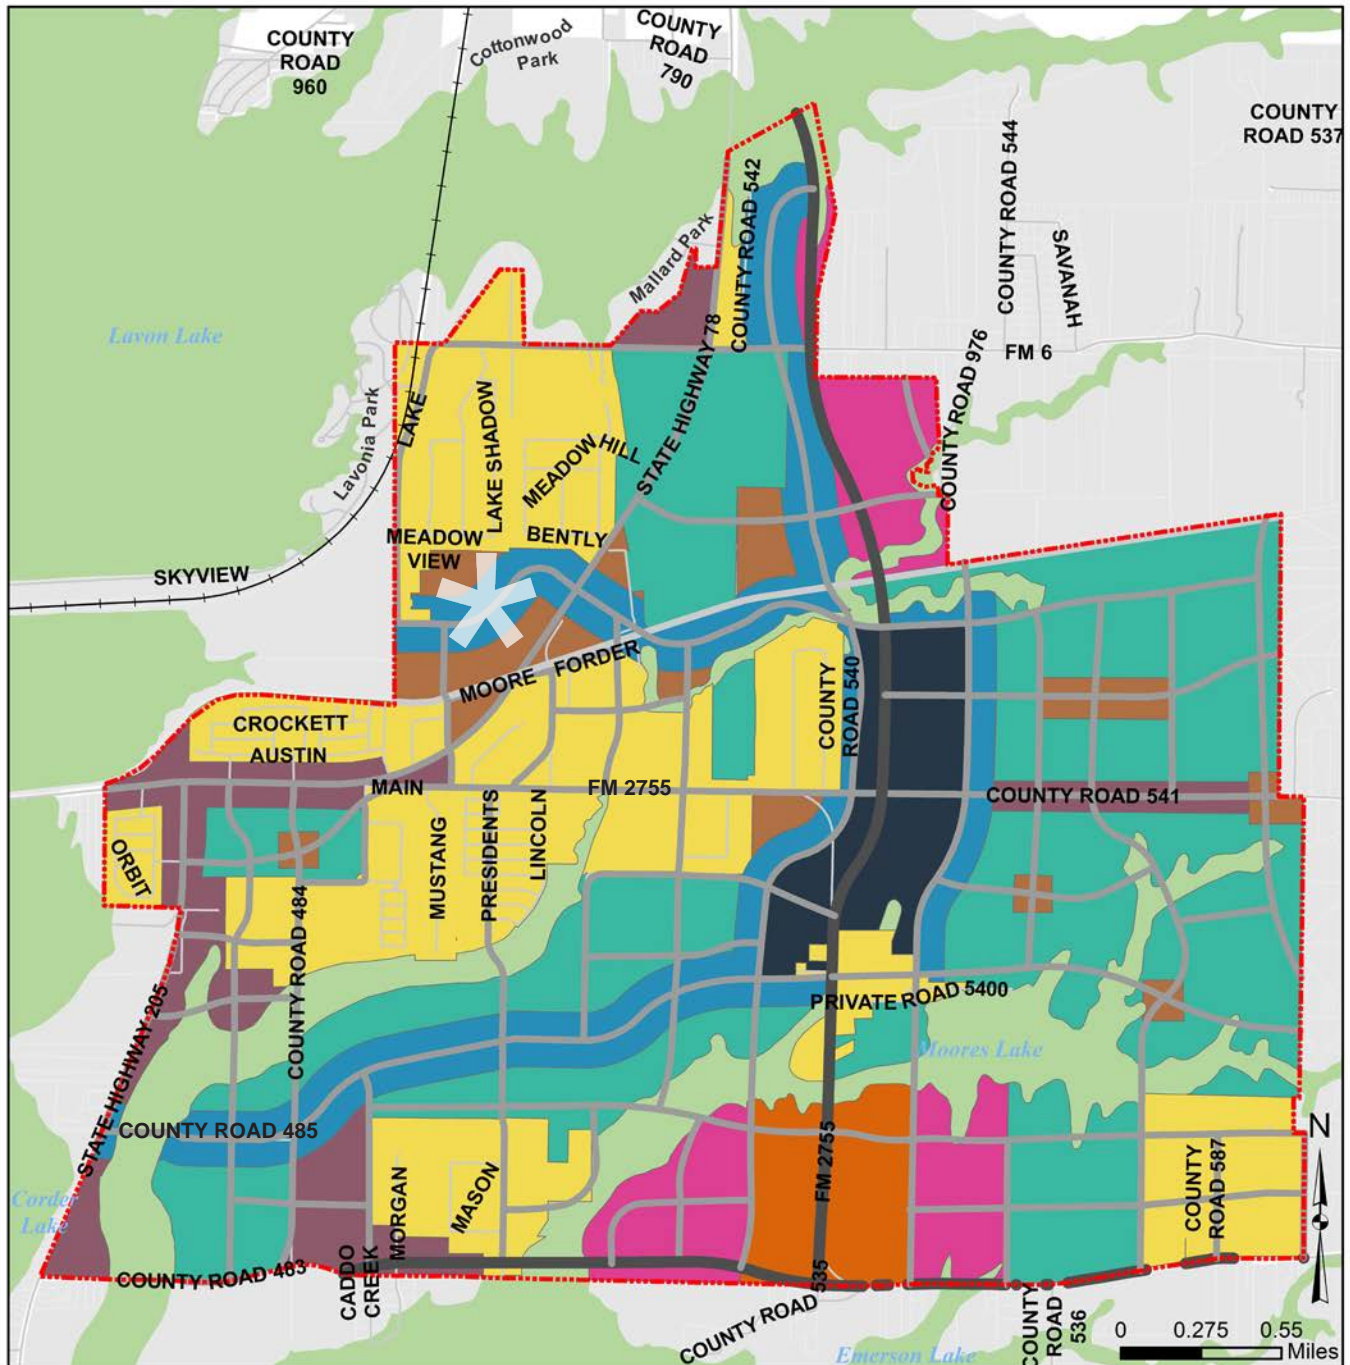 COUNTY
ROAD
960
Cottonwood
Park
COUNTY
ROAD
790
COUNTY
ROAD 537
COUNTY ROAD 544
SAVANAH
COUNTY ROAD 542
Mallard Park
Lavon Lake
STATE HIGHWAY 78
FM 6
COUNTY ROAD 976
Lavonia Park
LAKE
LAKE SHADOW
MEADOW HILL
MEADOW
VIEW
BENTLY
SKYVIEW
MOORE
FORDER
COUNTY
ROAD 540
CROCKETT
AUSTIN
MAIN
FM 2755
COUNTY ROAD 541
ORBIT
MUSTANG
PRESIDENTS
LINCOLN
COUNTY ROAD 484
STATE HIGHWAY 205
PRIVATE ROAD 5400
Moores Lake
COUNTY ROAD 485
N
FM 2755
COUNTY
ROAD 587
Corder
Lake
MORGAN
MASON
COUNTY ROAD 483
CADDO
CREEK
COUNTY ROAD 535
COUNTY
ROAD
536
Emerson Lake
0 0.275 0.55
Miles